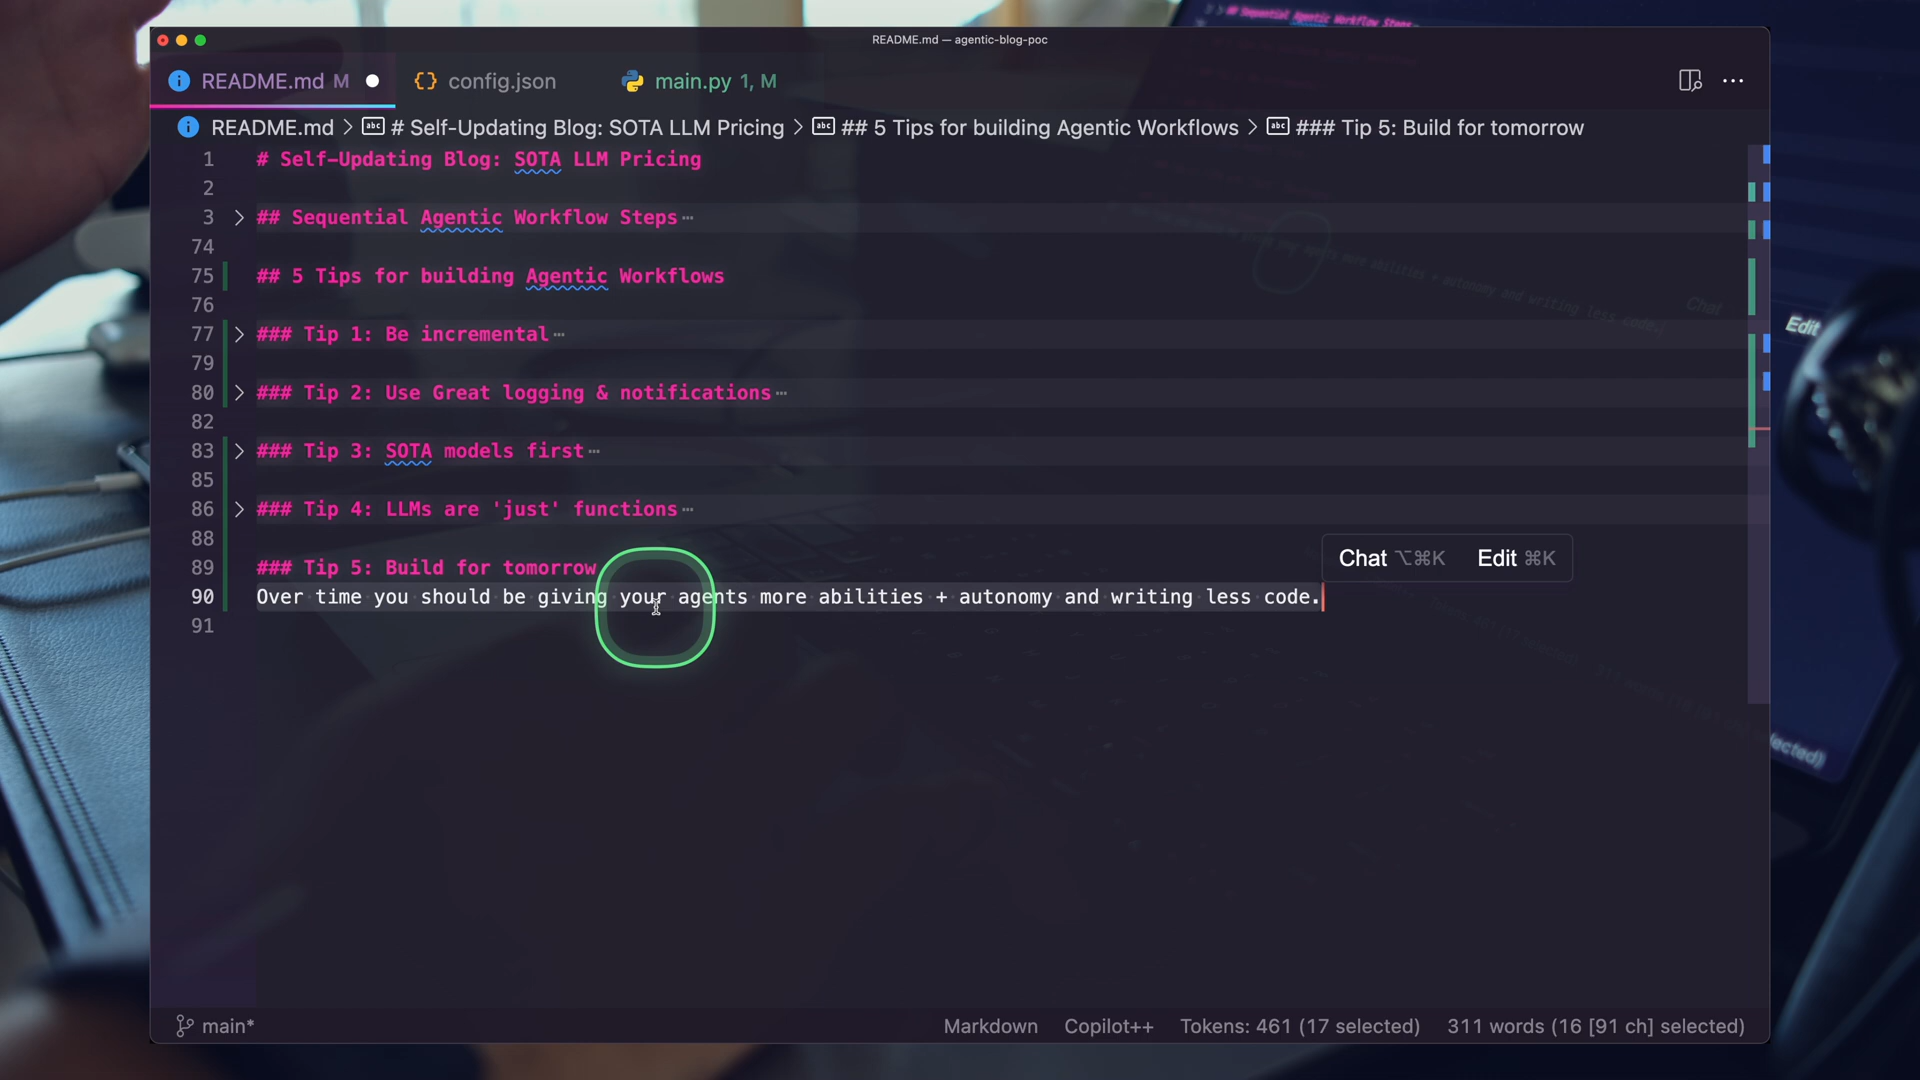 ## Sequential Agentic Workflow Steps
README.md — agentic-blog-poc
README.md M
config.json
main.py 1, M
README.md > # Self-Updating Blog: SOTA LLM Pricing > ## 5 Tips for building Agentic Workflows > ### Tip 5: Build for tomorrow
1 # Self-Updating Blog: SOTA LLM Pricing
2
3 > ## Sequential Agentic Workflow Steps…
74
75 ## 5 Tips for building Agentic Workflows
76
77 > ### Tip 1: Be incremental…
79
80 > ### Tip 2: Use Great logging & notifications…
82
83 > ### Tip 3: SOTA models first…
85
86 > ### Tip 4: LLMs are 'just' functions…
88
89 ### Tip 5: Build for tomorrow
Chat ⌥⌘K Edit ⌘K
90 Over time you should be giving your agents more abilities + autonomy and writing less code.
91
Chat
Edit
main*
Markdown
Copilot++
Tokens: 461 (17 selected)
311 words (16 [91 ch] selected)